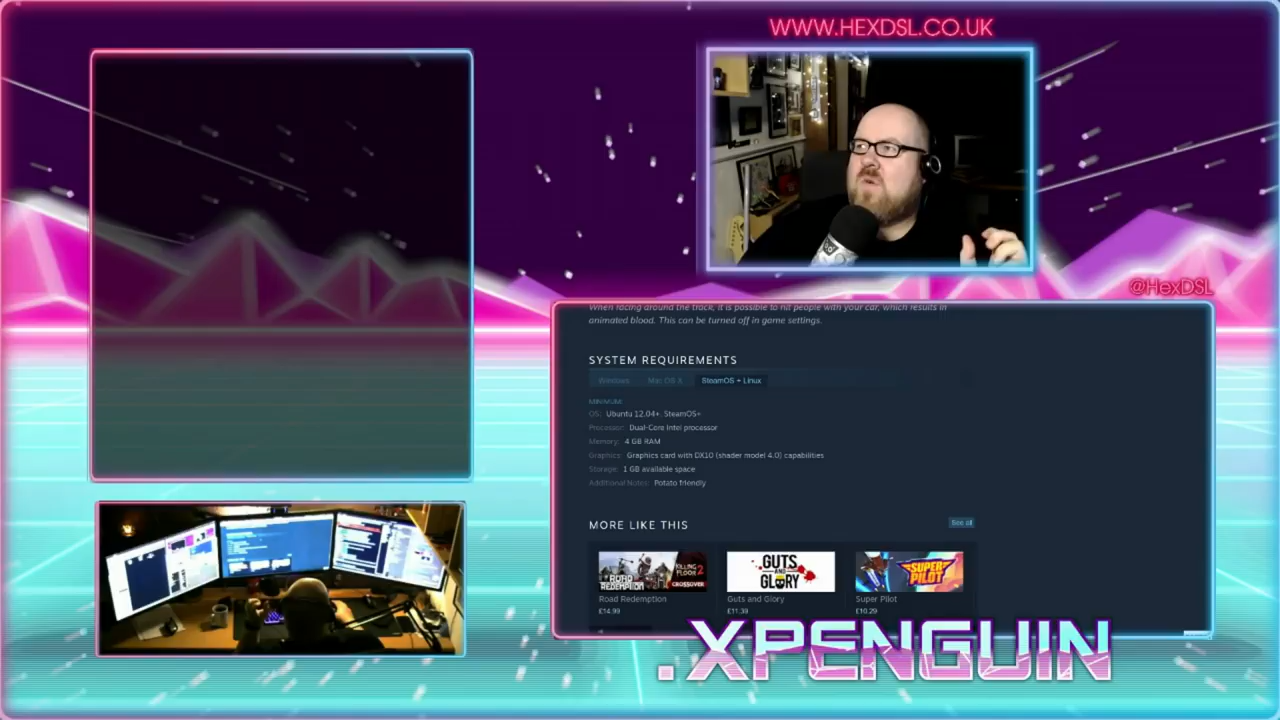 WWW.HEXDSL.CO.UK
@HexDSL
When racing around the track, it is possible to hit people with your car, which results in
animated blood. This can be turned off in game settings.
SYSTEM REQUIREMENTS
Windows Mac OS X SteamOS + Linux
MINIMUM:
OS: Ubuntu 12.04+, SteamOS+
Processor: Dual-Core Intel processor
Memory: 4 GB RAM
Graphics: Graphics card with DX10 (shader model 4.0) capabilities
Storage: 1 GB available space
Additional Notes: Potato friendly
MORE LIKE THIS
See all
ROAD REDEMPTION
KILLING FLOOR 2
CROSSOVER
GUTS AND GLORY
SUPER PILOT
Road Redemption Guts and Glory Super Pilot
£14.99 £11.39 £10.29
.XPENGUIN